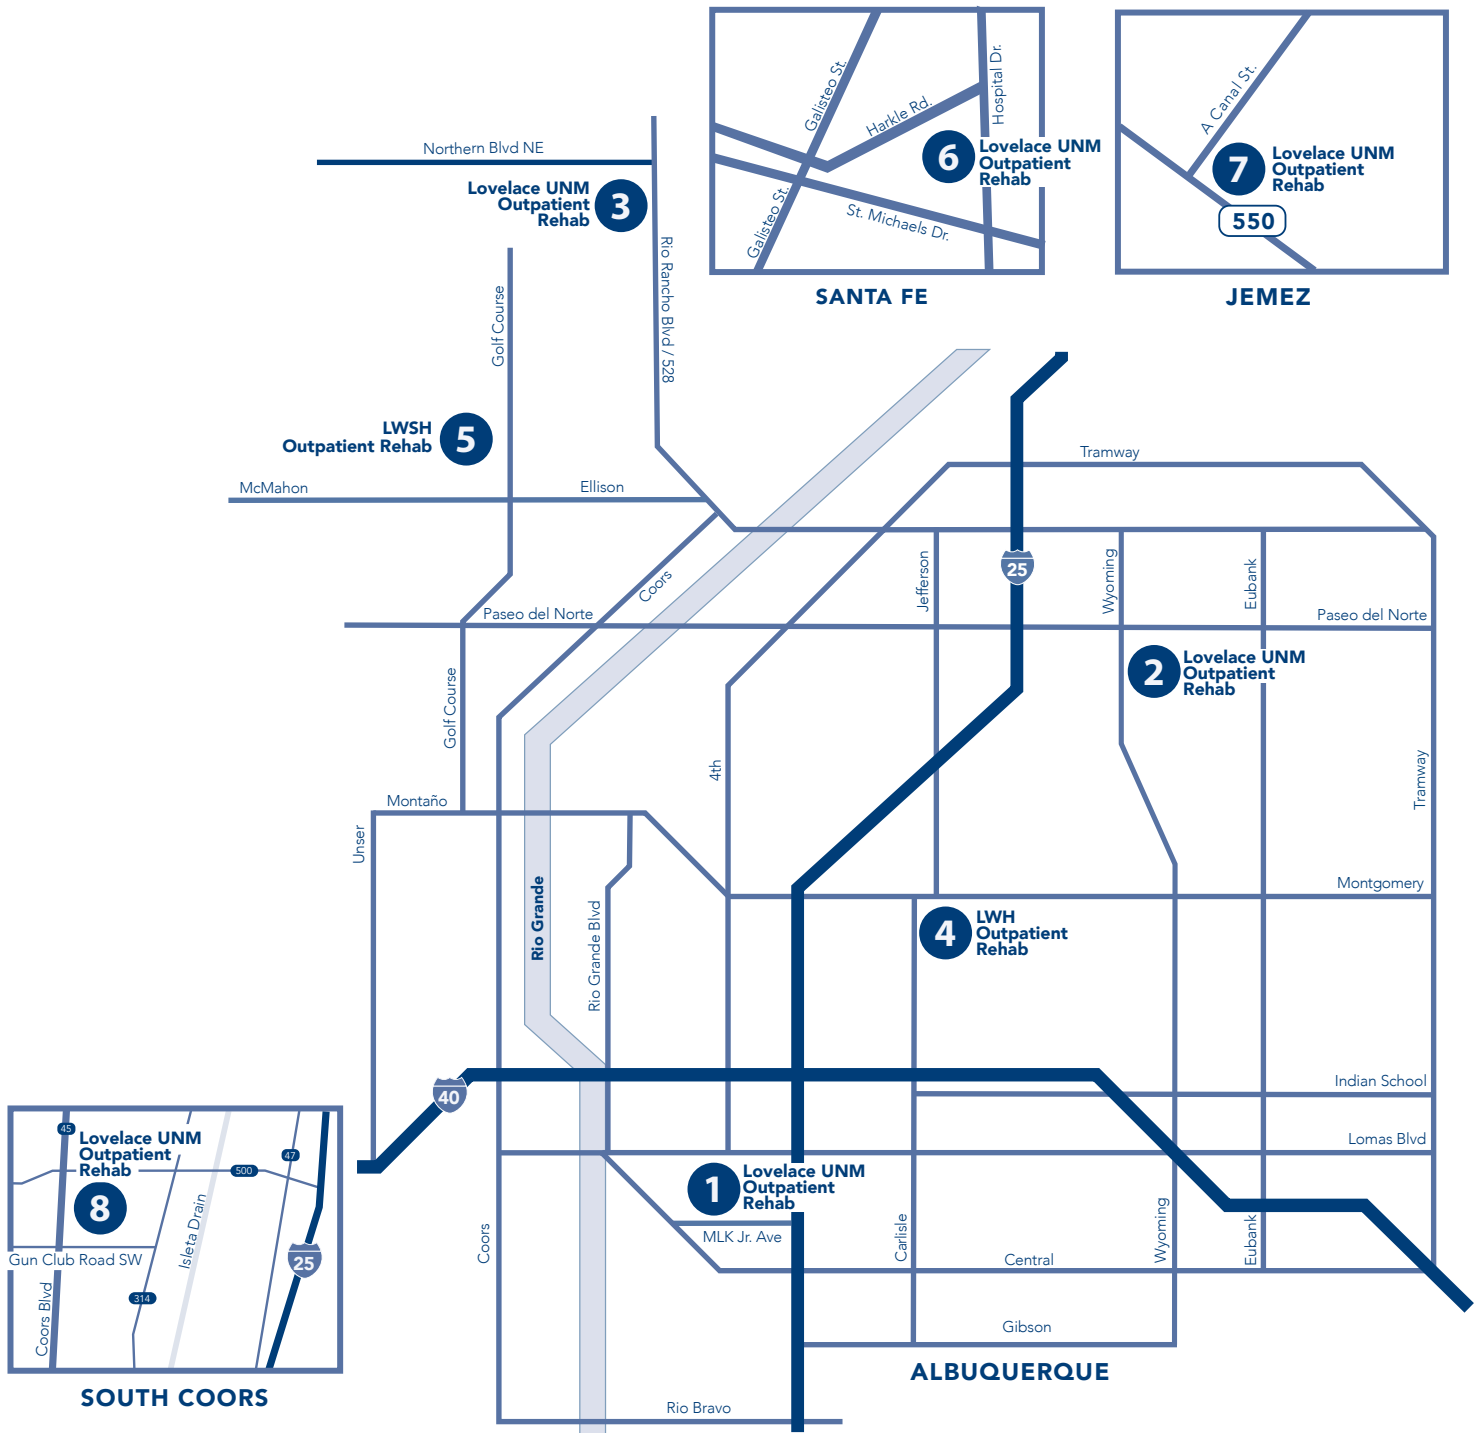 Galisteo St.
Harkle Rd.
Hospital Dr.
6
Lovelace UNM
Outpatient
Rehab
Galisteo St.
St. Michaels Dr.
SANTA FE
A Canal St.
7
Lovelace UNM
Outpatient
Rehab
550
JEMEZ
Northern Blvd NE
Lovelace UNM
Outpatient
Rehab
3
Rio Rancho Blvd / 528
Golf Course
LWSH
Outpatient Rehab
5
McMahon
Ellison
Tramway
Coors
Jefferson
25
Wyoming
Eubank
Paseo del Norte
Paseo del Norte
2
Lovelace UNM
Outpatient
Rehab
Golf Course
4th
Tramway
Montaño
Unser
Rio Grande
Rio Grande Blvd
Montgomery
4
LWH
Outpatient
Rehab
40
Indian School
Lomas Blvd
1
Lovelace UNM
Outpatient
Rehab
MLK Jr. Ave
Coors
Carlisle
Central
Wyoming
Eubank
Gibson
ALBUQUERQUE
Rio Bravo
45
Lovelace UNM
Outpatient
Rehab
500
47
8
Isleta Drain
Gun Club Road SW
25
314
Coors Blvd
SOUTH COORS